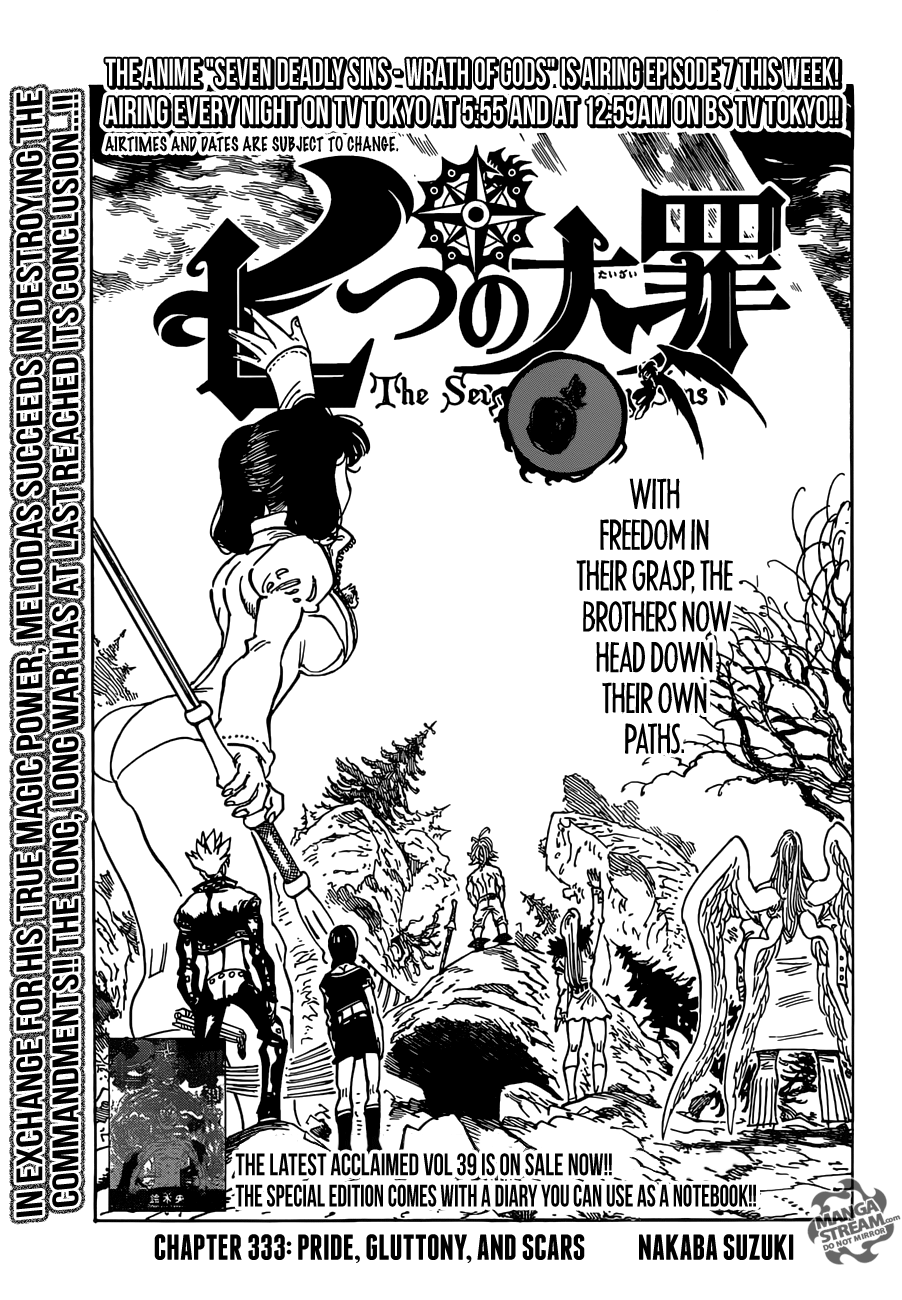 THE ANIME "SEVEN DEADLY SINS - WRATH OF GODS" IS AIRING EPISODE 7 THIS WEEK!
AIRING EVERY NIGHT ON TV TOKYO AT 5:55 AND AT 12:59AM ON BS TV TOKYO!!
AIRTIMES AND DATES ARE SUBJECT TO CHANGE.
IN EXCHANGE FOR HIS TRUE MAGIC POWER, MELIODAS SUCCEEDS IN DESTROYING THE
COMMANDMENTS!! THE LONG, LONG WAR HAS AT LAST REACHED ITS CONCLUSION...!!
七つの大罪
たいざい
The Sev ins
WITH
FREEDOM IN
THEIR GRASP, THE
BROTHERS NOW
HEAD DOWN
THEIR OWN
PATHS.
鈴木央
THE LATEST ACCLAIMED VOL 39 IS ON SALE NOW!!
THE SPECIAL EDITION COMES WITH A DIARY YOU CAN USE AS A NOTEBOOK!!
CHAPTER 333: PRIDE, GLUTTONY, AND SCARS NAKABA SUZUKI
MANGA
STREAM.com
DO NOT MIRROR